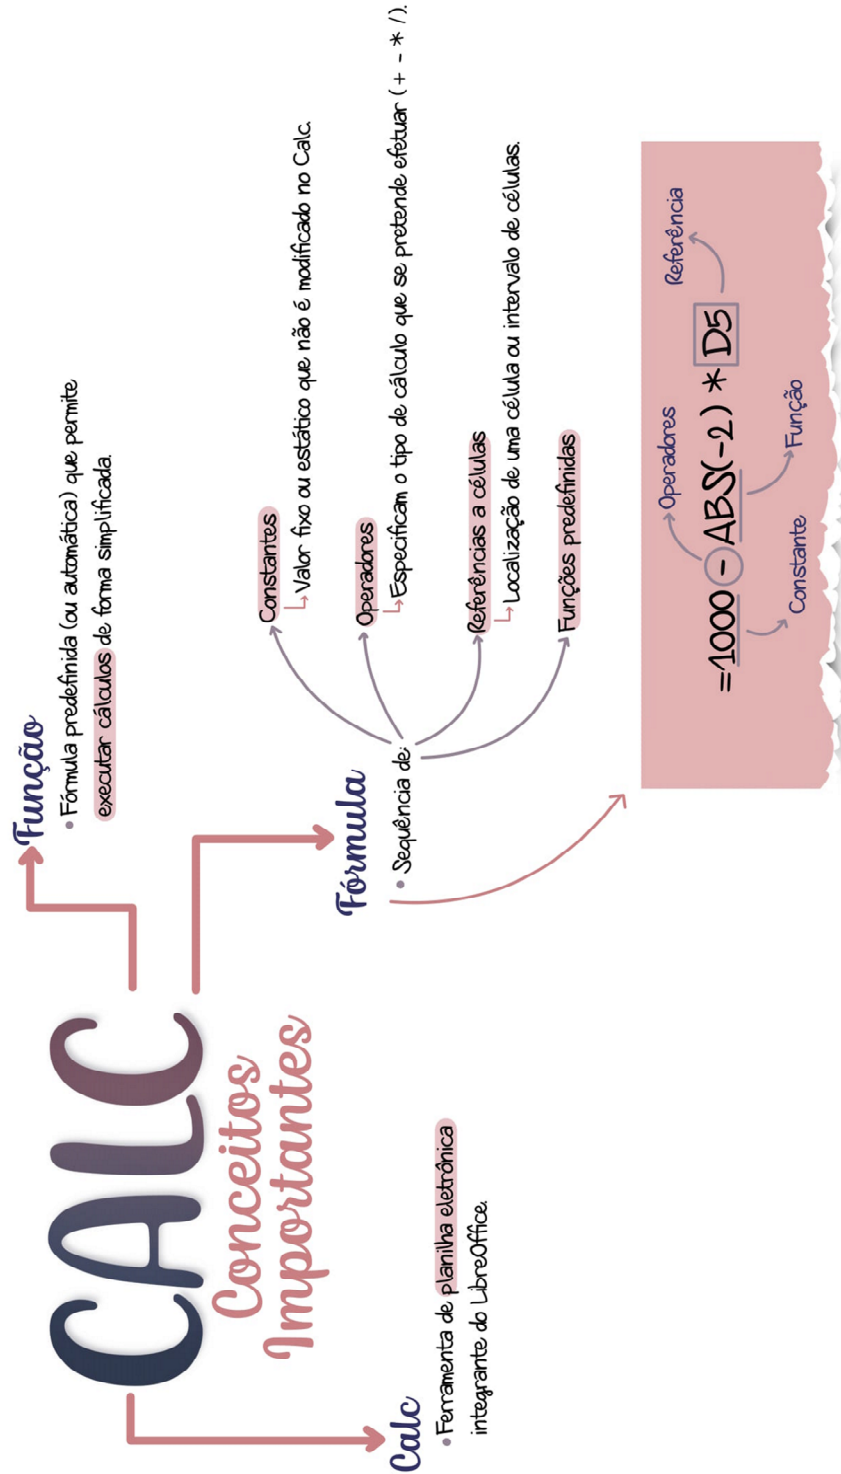 CALC
Conceitos
Importantes
Calc
• Ferramenta de planilha eletrônica
integrante do LibreOffice.
Função
• Fórmula predefinida (ou automática) que permite
executar cálculos de forma simplificada.
Fórmula
• Sequência de:
Constantes
Valor fixo ou estático que não é modificado no Calc.
Operadores
Especificam o tipo de cálculo que se pretende efetuar (+ - * /).
Referências a células
Localização de uma célula ou intervalo de células.
Funções predefinidas
Operadores
Referência
=1000 - ABS(-2) * D5
Constante
Função